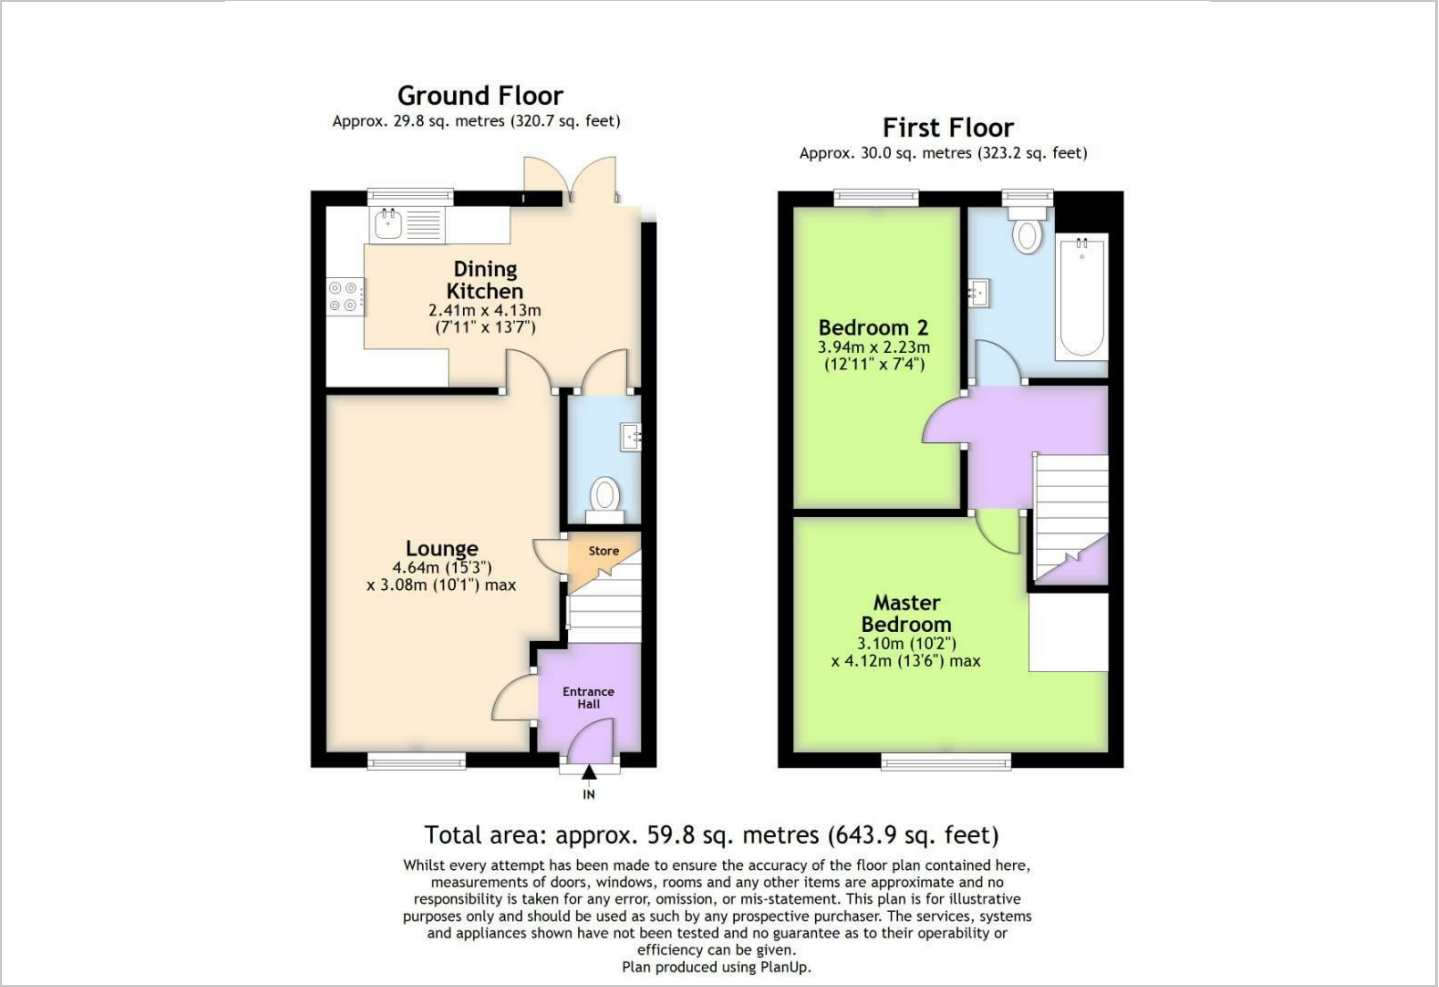 Ground Floor
Approx. 29.8 sq. metres (320.7 sq. feet)
Dining
Kitchen
2.41m x 4.13m
(7'11" x 13'7")
Lounge
4.64m (15'3")
x 3.08m (10'1") max
Store
Entrance
Hall
IN
First Floor
Approx. 30.0 sq. metres (323.2 sq. feet)
Bedroom 2
3.94m x 2.23m
(12'11" x 7'4")
Master
Bedroom
3.10m (10'2")
x 4.12m (13'6") max
Total area: approx. 59.8 sq. metres (643.9 sq. feet)
Whilst every attempt has been made to ensure the accuracy of the floor plan contained here,
measurements of doors, windows, rooms and any other items are approximate and no
responsibility is taken for any error, omission, or mis-statement. This plan is for illustrative
purposes only and should be used as such by any prospective purchaser. The services, systems
and appliances shown have not been tested and no guarantee as to their operability or
efficiency can be given.
Plan produced using PlanUp.